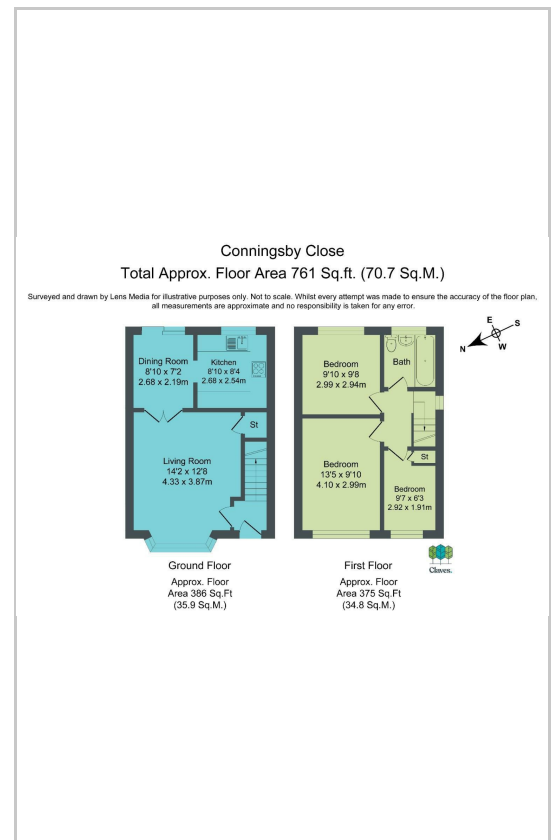 Conningsby Close
Total Approx. Floor Area 761 Sq.ft. (70.7 Sq.M.)
Surveyed and drawn by Lens Media for illustrative purposes only. Not to scale. Whilst every attempt was made to ensure the accuracy of the floor plan,
all measurements are approximate and no responsibility is taken for any error.
E
S
N
W
Dining Room
8'10 x 7'2
2.68 x 2.19m
Kitchen
8'10 x 8'4
2.68 x 2.54m
St
Living Room
14'2 x 12'8
4.33 x 3.87m
Bedroom
9'10 x 9'8
2.99 x 2.94m
Bath
Bedroom
13'5 x 9'10
4.10 x 2.99m
St
Bedroom
9'7 x 6'3
2.92 x 1.91m
Ground Floor
Approx. Floor
Area 386 Sq.Ft
(35.9 Sq.M.)
First Floor
Approx. Floor
Area 375 Sq.Ft
(34.8 Sq.M.)
Claves.